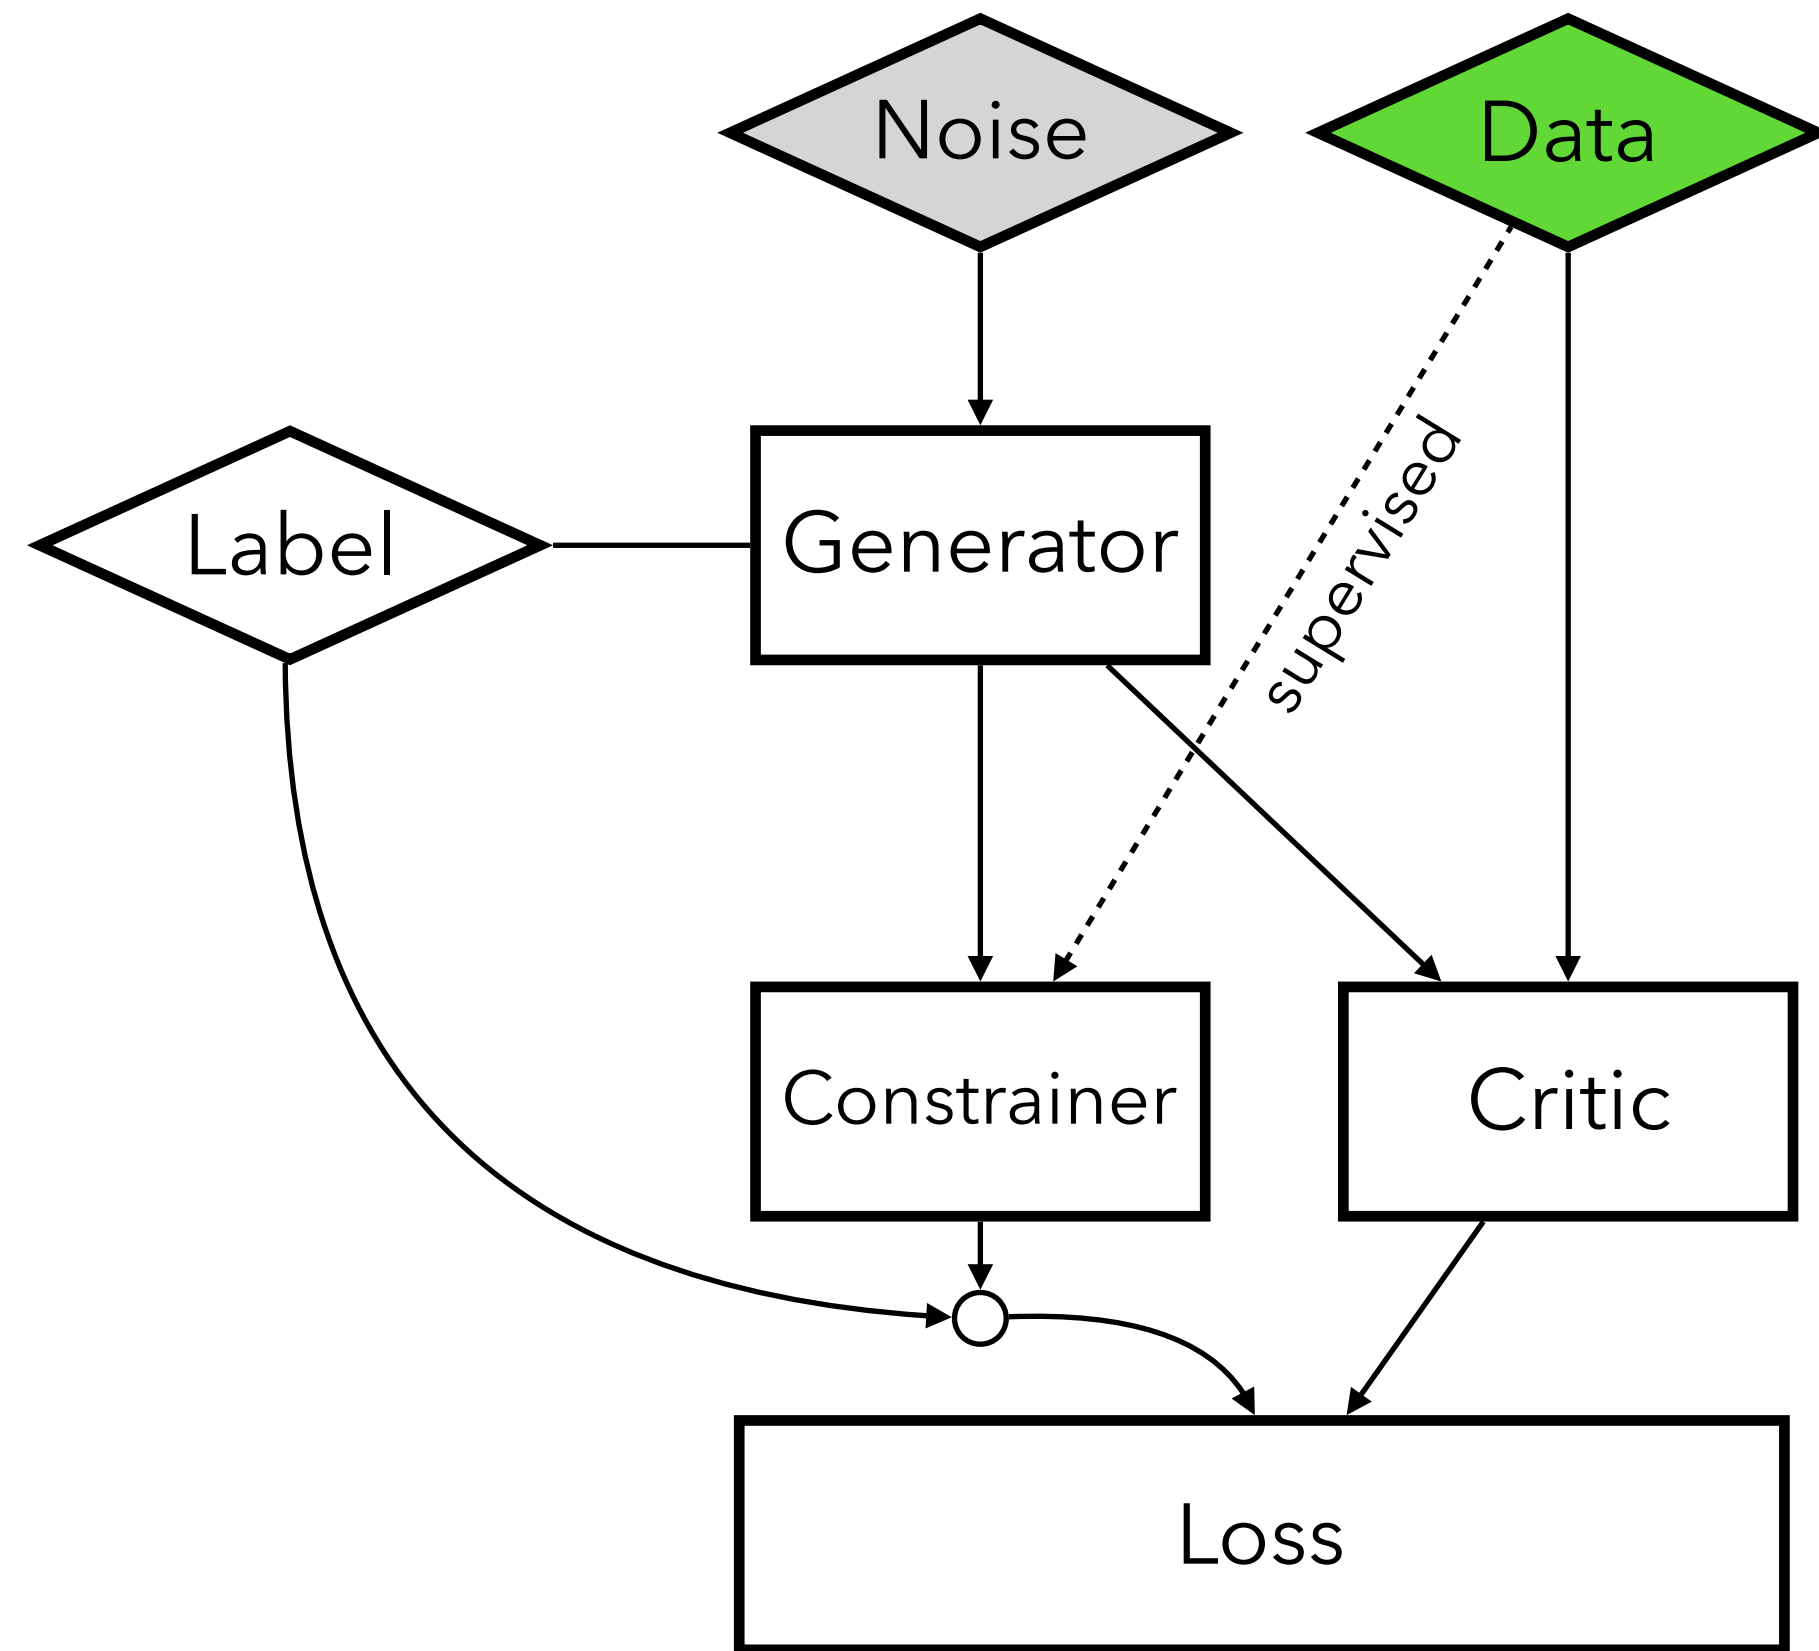 Noise
Data
Label
Generator
supervised
Constrainer
Critic
Loss